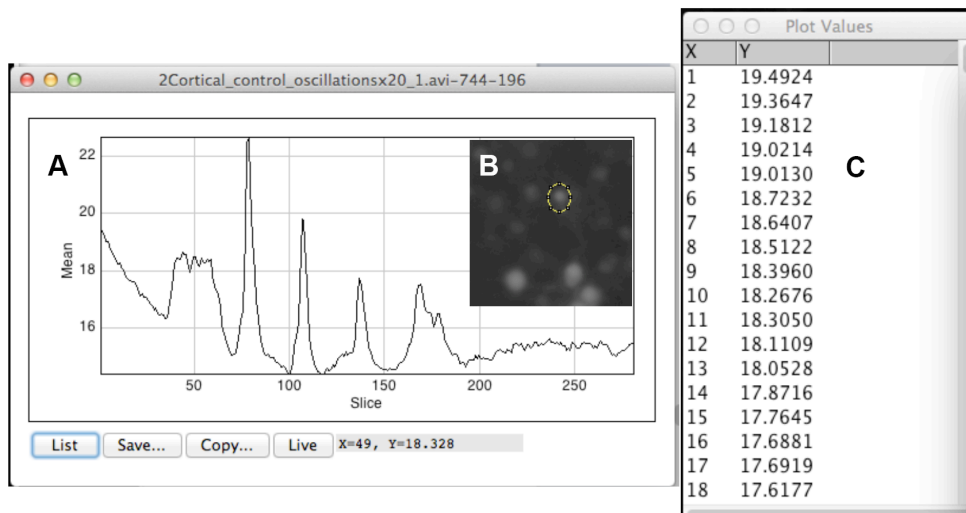 2Cortical_control_oscillationsx20_1.avi-744-196
A
B
22
20
18
16
Mean
50
100
150
200
250
Slice
List
Save...
Copy...
Live
X=49, Y=18.328
Plot Values
X Y
1 19.4924
2 19.3647
3 19.1812
4 19.0214
5 19.0130
6 18.7232
7 18.6407
8 18.5122
9 18.3960
10 18.2676
11 18.3050
12 18.1109
13 18.0528
14 17.8716
15 17.7645
16 17.6881
17 17.6919
18 17.6177
C